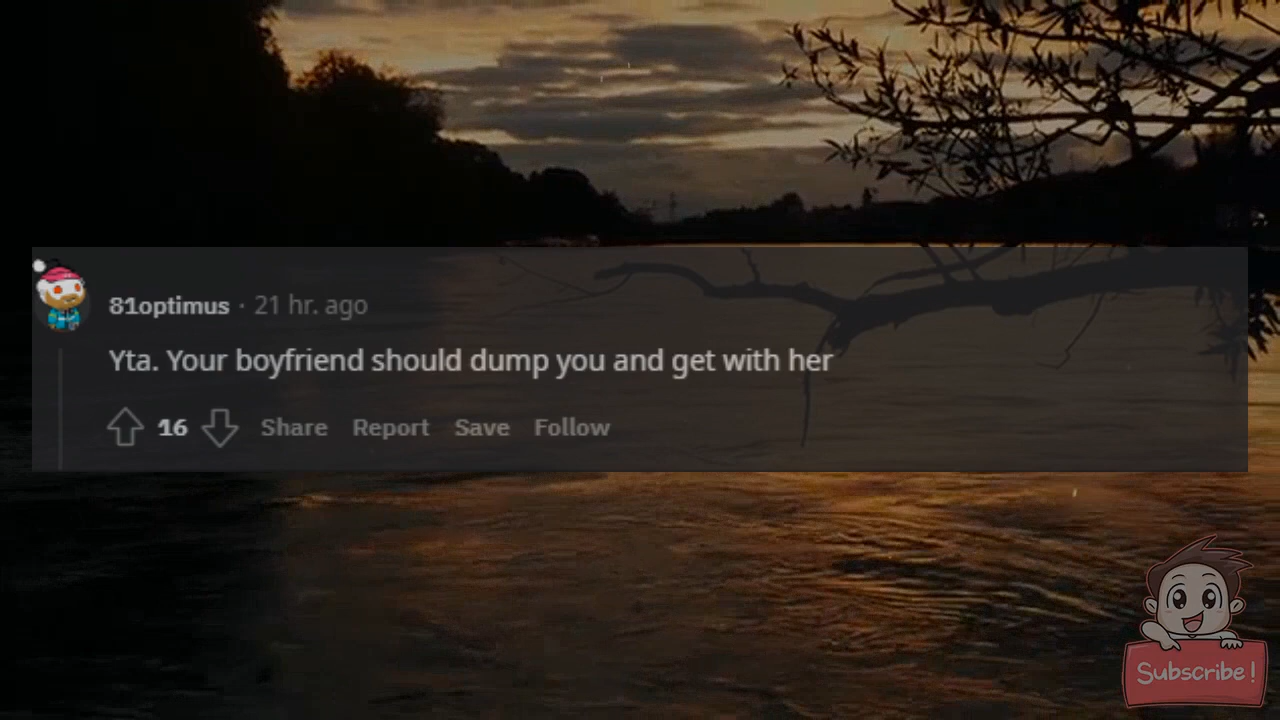 81optimus · 21 hr. ago
Yta. Your boyfriend should dump you and get with her
16 Share Report Save Follow
Subscribe!